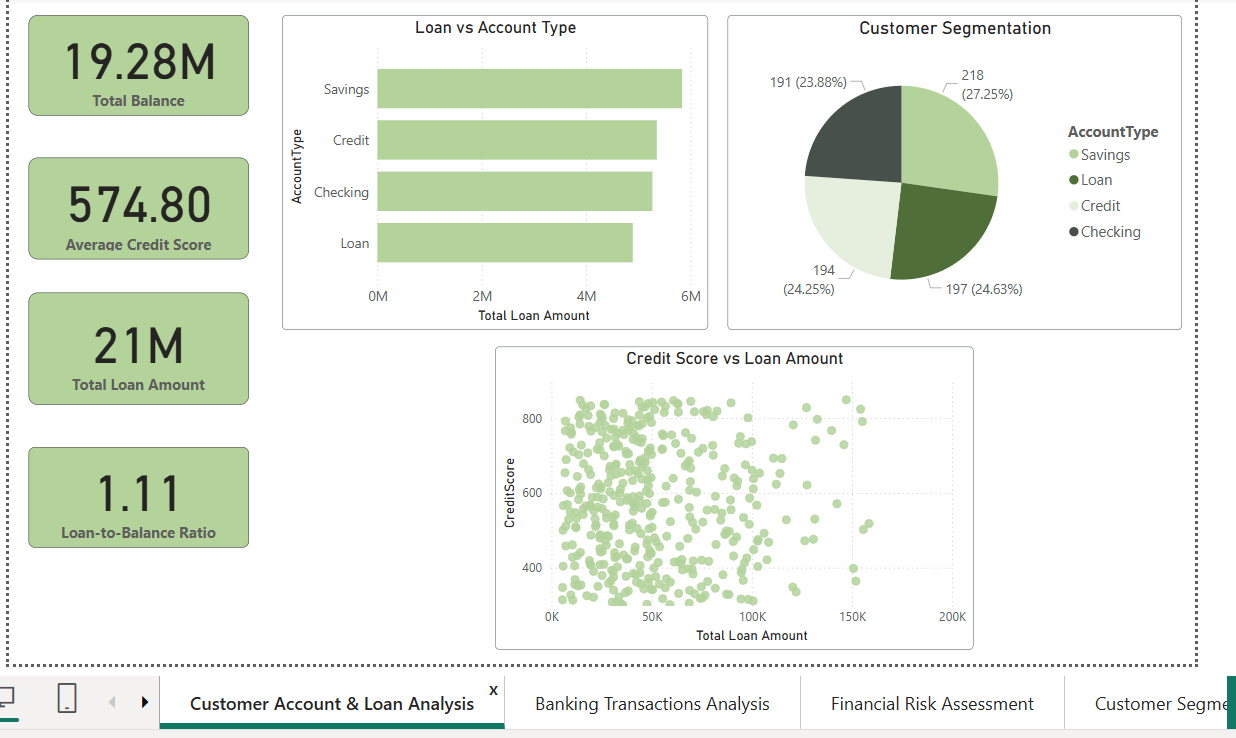 19.28M
Total Balance
574.80
Average Credit Score
21M
Total Loan Amount
1.11
Loan-to-Balance Ratio
Loan vs Account Type
AccountType
Savings
Credit
Checking
Loan
0M 2M 4M 6M
Total Loan Amount
Customer Segmentation
191 (23.88%)
218
(27.25%)
194
(24.25%)
197 (24.63%)
AccountType
Savings
Loan
Credit
Checking
Credit Score vs Loan Amount
CreditScore
800
600
400
0K 50K 100K 150K 200K
Total Loan Amount
Customer Account & Loan Analysis x
Banking Transactions Analysis
Financial Risk Assessment
Customer Segme